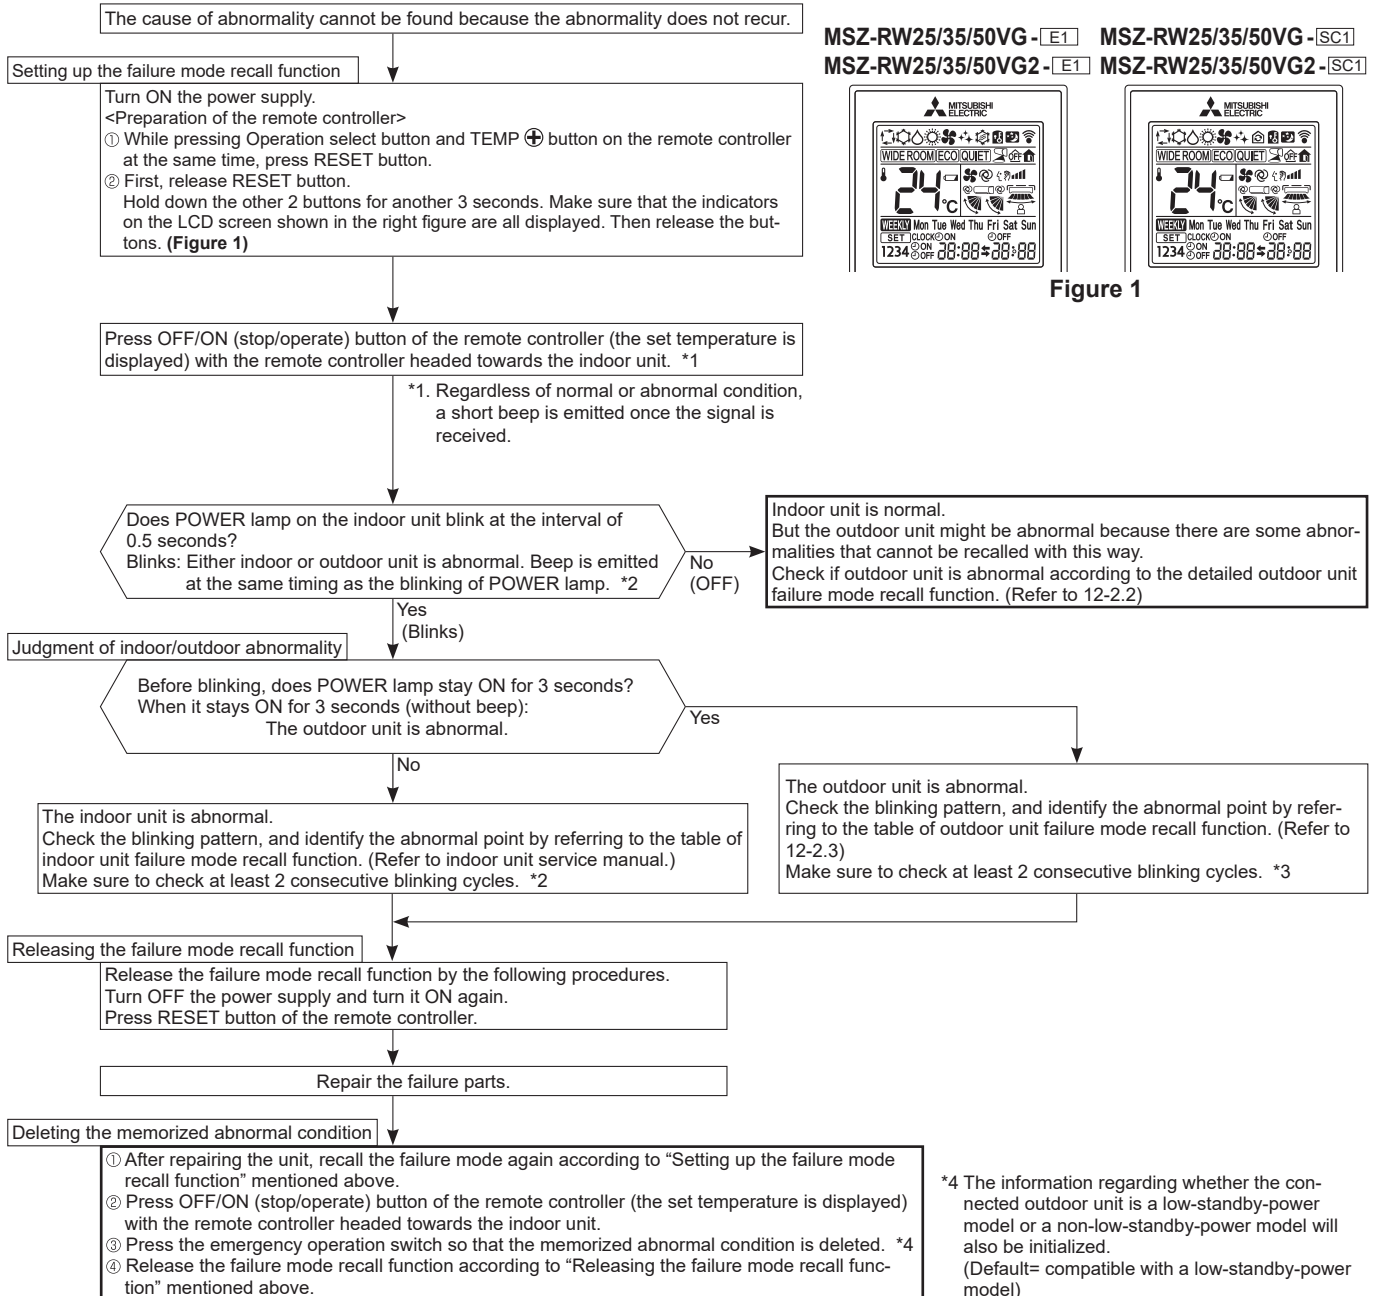 The cause of abnormality cannot be found because the abnormality does not recur.
MSZ-RW25/35/50VG - E1 MSZ-RW25/35/50VG - SC1
MSZ-RW25/35/50VG2 - E1 MSZ-RW25/35/50VG2 - SC1
Setting up the failure mode recall function
Turn ON the power supply.
<Preparation of the remote controller>
① While pressing Operation select button and TEMP ⊕ button on the remote controller
at the same time, press RESET button.
② First, release RESET button.
Hold down the other 2 buttons for another 3 seconds. Make sure that the indicators
on the LCD screen shown in the right figure are all displayed. Then release the but-
tons. (Figure 1)
MITSUBISHI
ELECTRIC
WIDE ROOM ECO QUIET OFF
24 °C
WEEKLY Mon Tue Wed Thu Fri Sat Sun
SET CLOCK ON OFF
1234 ON OFF 88:88 88:88
MITSUBISHI
ELECTRIC
WIDE ROOM ECO QUIET OFF
24 °C
WEEKLY Mon Tue Wed Thu Fri Sat Sun
SET CLOCK ON OFF
1234 ON OFF 88:88 88:88
Figure 1
Press OFF/ON (stop/operate) button of the remote controller (the set temperature is
displayed) with the remote controller headed towards the indoor unit. *1
*1. Regardless of normal or abnormal condition,
a short beep is emitted once the signal is
received.
Does POWER lamp on the indoor unit blink at the interval of
0.5 seconds?
Blinks: Either indoor or outdoor unit is abnormal. Beep is emitted
at the same timing as the blinking of POWER lamp. *2
No
(OFF)
Indoor unit is normal.
But the outdoor unit might be abnormal because there are some abnor-
malities that cannot be recalled with this way.
Check if outdoor unit is abnormal according to the detailed outdoor unit
failure mode recall function. (Refer to 12-2.2)
Yes
(Blinks)
Judgment of indoor/outdoor abnormality
Before blinking, does POWER lamp stay ON for 3 seconds?
When it stays ON for 3 seconds (without beep):
The outdoor unit is abnormal.
Yes
No
The indoor unit is abnormal.
Check the blinking pattern, and identify the abnormal point by referring to the table of
indoor unit failure mode recall function. (Refer to indoor unit service manual.)
Make sure to check at least 2 consecutive blinking cycles. *2
The outdoor unit is abnormal.
Check the blinking pattern, and identify the abnormal point by refer-
ring to the table of outdoor unit failure mode recall function. (Refer to
12-2.3)
Make sure to check at least 2 consecutive blinking cycles. *3
Releasing the failure mode recall function
Release the failure mode recall function by the following procedures.
Turn OFF the power supply and turn it ON again.
Press RESET button of the remote controller.
Repair the failure parts.
Deleting the memorized abnormal condition
① After repairing the unit, recall the failure mode again according to “Setting up the failure mode
recall function” mentioned above.
② Press OFF/ON (stop/operate) button of the remote controller (the set temperature is displayed)
with the remote controller headed towards the indoor unit.
③ Press the emergency operation switch so that the memorized abnormal condition is deleted. *4
④ Release the failure mode recall function according to “Releasing the failure mode recall func-
tion” mentioned above.
*4 The information regarding whether the con-
nected outdoor unit is a low-standby-power
model or a non-low-standby-power model will
also be initialized.
(Default= compatible with a low-standby-power
model)